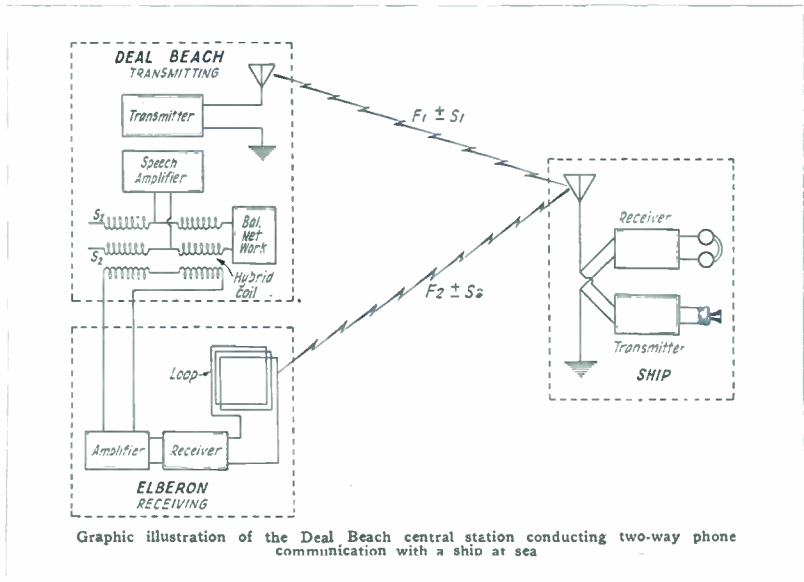 DEAL BEACH
TRANSMITTING
Transmitter
Speech
Amplifier
S1
S2
Bal.
Net
Work
Hybrid
Coil
F1 ± S1
F2 ± S2
Receiver
Transmitter
SHIP
Loop
Amplifier
Receiver
ELBERON
RECEIVING
Graphic illustration of the Deal Beach central station conducting two-way phone
communication with a ship at sea